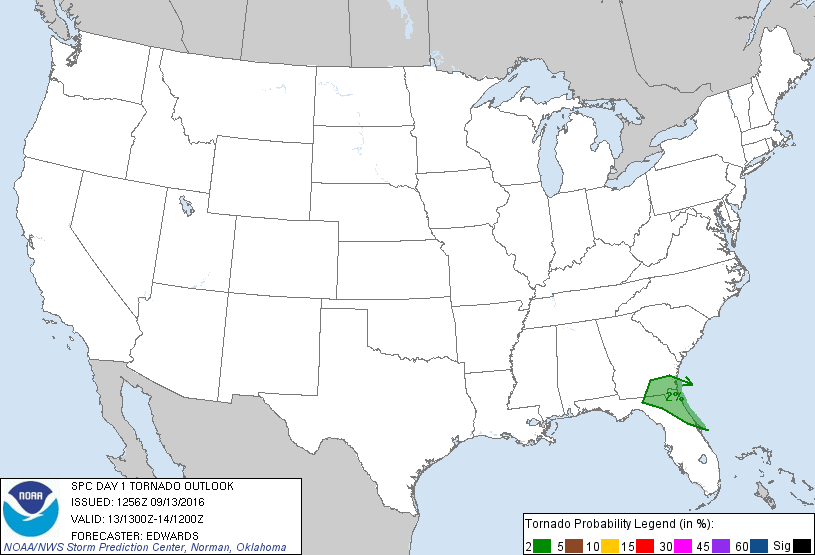 2%
NOAA
SPC DAY 1 TORNADO OUTLOOK
ISSUED: 1256Z 09/13/2016
VALID: 13/1300Z-14/1200Z
FORECASTER: EDWARDS
NOAA/NWS Storm Prediction Center, Norman, Oklahoma
Tornado Probability Legend (in %):
2 5 10 15 30 45 60 Sig